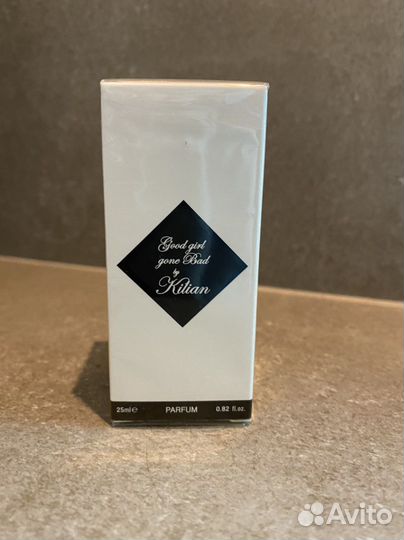 Good girl
gone Bad
by
Kilian
25ml℮ PARFUM 0.82 fl.oz.
Avito